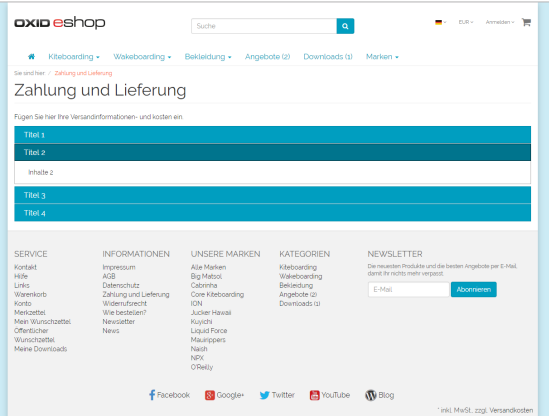 OXID eshop
Suche
EUR
Anmelden
Kiteboarding
Wakeboarding
Bekleidung
Angebote (2)
Downloads (1)
Marken
Sie sind hier / Zahlung und Lieferung
Zahlung und Lieferung
Fügen Sie hier Ihre Versandinformationen- und kosten ein.
Titel 1
Titel 2
Inhalte 2
Titel 3
Titel 4
SERVICE
Kontakt
Hilfe
Links
Warenkorb
Konto
Merkzettel
Mein Wunschzettel
Öffentlicher
Wunschzettel
Meine Downloads
INFORMATIONEN
Impressum
AGB
Datenschutz
Zahlung und Lieferung
Widerrufsrecht
Wie bestellen?
Newsletter
News
UNSERE MARKEN
Alle Marken
Big Matsol
Cabrinha
Core Kiteboarding
ION
Jucker Hawaii
Kuyichi
Liquid Force
Mauirippers
Naish
NPX
O'Reilly
KATEGORIEN
Kiteboarding
Wakeboarding
Bekleidung
Angebote (2)
Downloads (1)
NEWSLETTER
Die neuesten Produkte und die besten Angebote per E-Mail,
damit Ihr nichts mehr verpasst.
E-Mail
Abonnieren
Facebook
Google+
Twitter
YouTube
Blog
* inkl. MwSt., zzgl. Versandkosten